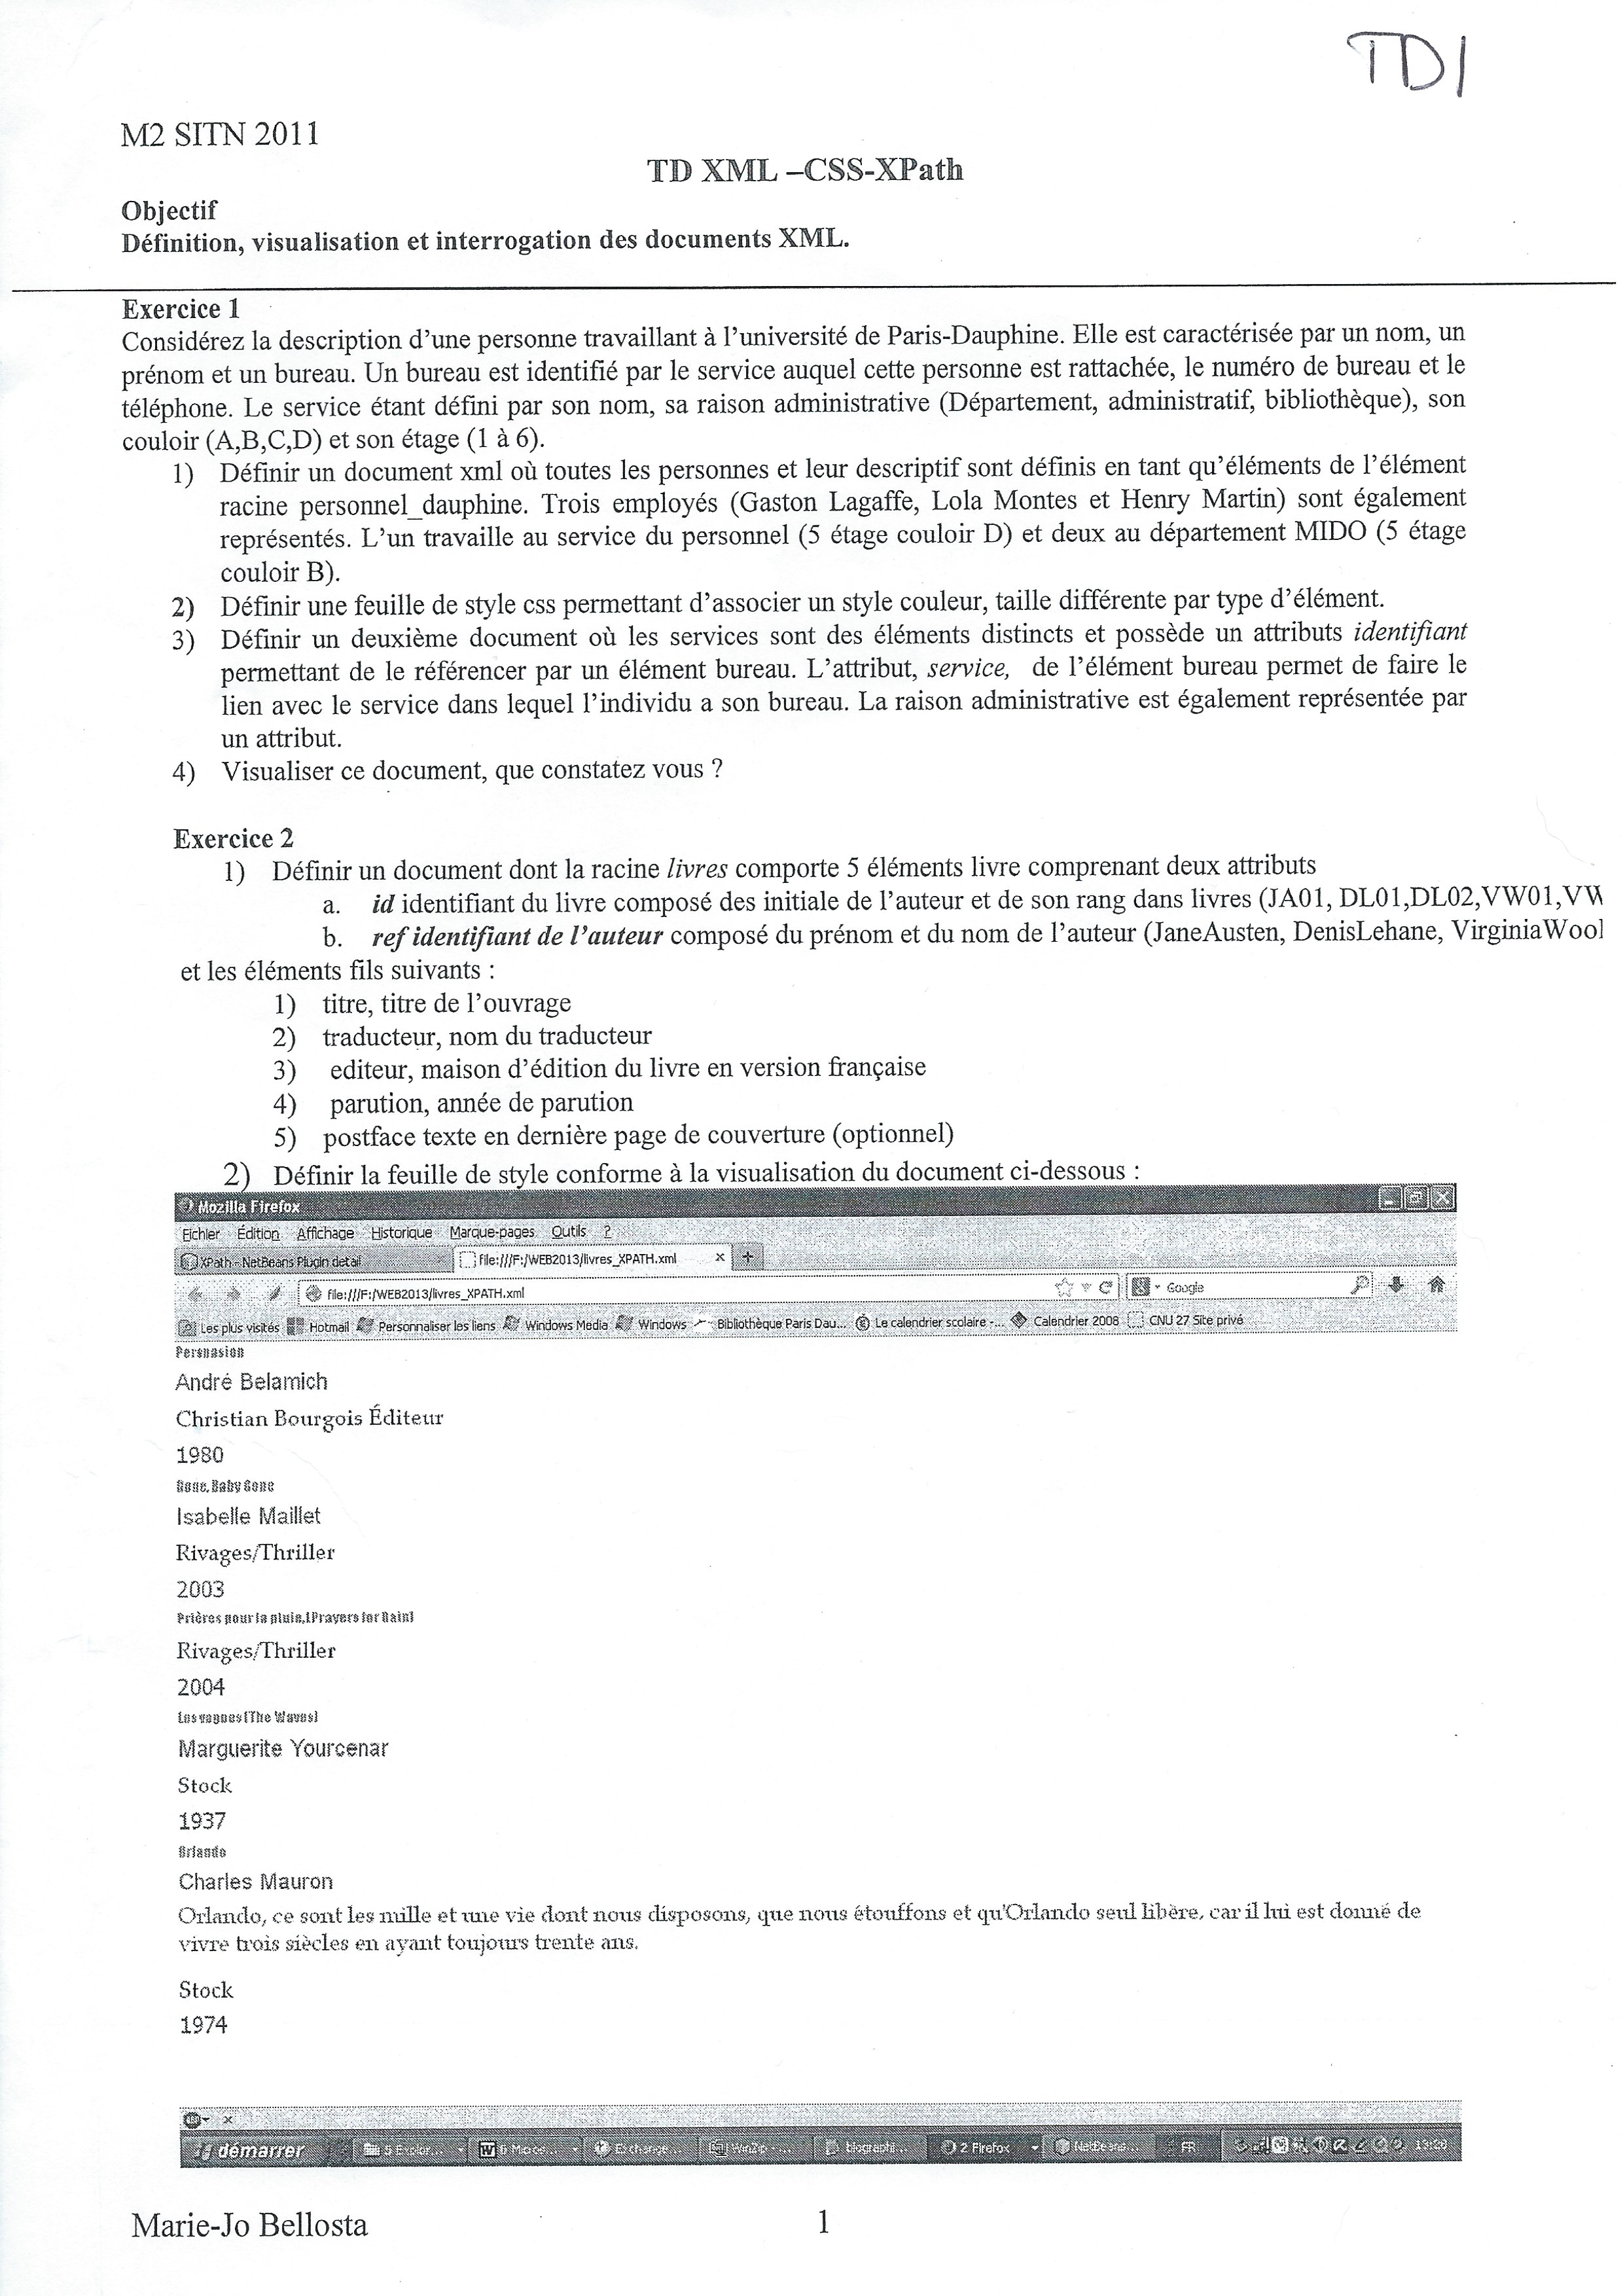 TD1
M2 SITN 2011
TD XML –CSS-XPath
Objectif
Définition, visualisation et interrogation des documents XML.
Exercice 1
Considérez la description d'une personne travaillant à l'université de Paris-Dauphine. Elle est caractérisée par un nom, un
prénom et un bureau. Un bureau est identifié par le service auquel cette personne est rattachée, le numéro de bureau et le
téléphone. Le service étant défini par son nom, sa raison administrative (Département, administratif, bibliothèque), son
couloir (A,B,C,D) et son étage (1 à 6).
1) Définir un document xml où toutes les personnes et leur descriptif sont définis en tant qu'éléments de l'élément
racine personnel_dauphine. Trois employés (Gaston Lagaffe, Lola Montes et Henry Martin) sont également
représentés. L'un travaille au service du personnel (5 étage couloir D) et deux au département MIDO (5 étage
couloir B).
2) Définir une feuille de style css permettant d'associer un style couleur, taille différente par type d'élément.
3) Définir un deuxième document où les services sont des éléments distincts et possède un attributs identifiant
permettant de le référencer par un élément bureau. L'attribut, service, de l'élément bureau permet de faire le
lien avec le service dans lequel l'individu a son bureau. La raison administrative est également représentée par
un attribut.
4) Visualiser ce document, que constatez vous ?
Exercice 2
1) Définir un document dont la racine livres comporte 5 éléments livre comprenant deux attributs
a. id identifiant du livre composé des initiale de l'auteur et de son rang dans livres (JA01, DL01,DL02,VW01,VW
b. ref identifiant de l'auteur composé du prénom et du nom de l'auteur (JaneAusten, DenisLehane, VirginiaWool
et les éléments fils suivants :
1) titre, titre de l'ouvrage
2) traducteur, nom du traducteur
3) editeur, maison d'édition du livre en version française
4) parution, année de parution
5) postface texte en dernière page de couverture (optionnel)
2) Définir la feuille de style conforme à la visualisation du document ci-dessous :
Mozilla Firefox
Fichier Édition Affichage Historique Marque-pages Outils ?
XPath - NetBeans Plugin detail file:///F:/WEB2013/livres_XPATH.xml × +
file:///F:/WEB2013/livres_XPATH.xml Google
Les plus visités Hotmail Personnaliser les liens Windows Media Windows Bibliothèque Paris Dau... Le calendrier scolaire -... Calendrier 2008 CNU 27 Site privé
Persuasion
André Belamich
Christian Bourgois Éditeur
1980
Gone, Baby Gone
Isabelle Maillet
Rivages/Thriller
2003
Prières pour la pluie,(Prayers for Rain)
Rivages/Thriller
2004
Les vagues (The Waves)
Marguerite Yourcenar
Stock
1937
Orlando
Charles Mauron
Orlando, ce sont les mille et une vie dont nous disposons, que nous étouffons et qu'Orlando seul libère, car il lui est donné de
vivre trois siècles en ayant toujours trente ans.
Stock
1974
×
démarrer 5 Explor... 6 Micros... Exchange... WinZip - ... biographi... 2 Firefox NetBeans... FR 13:28
Marie-Jo Bellosta
1